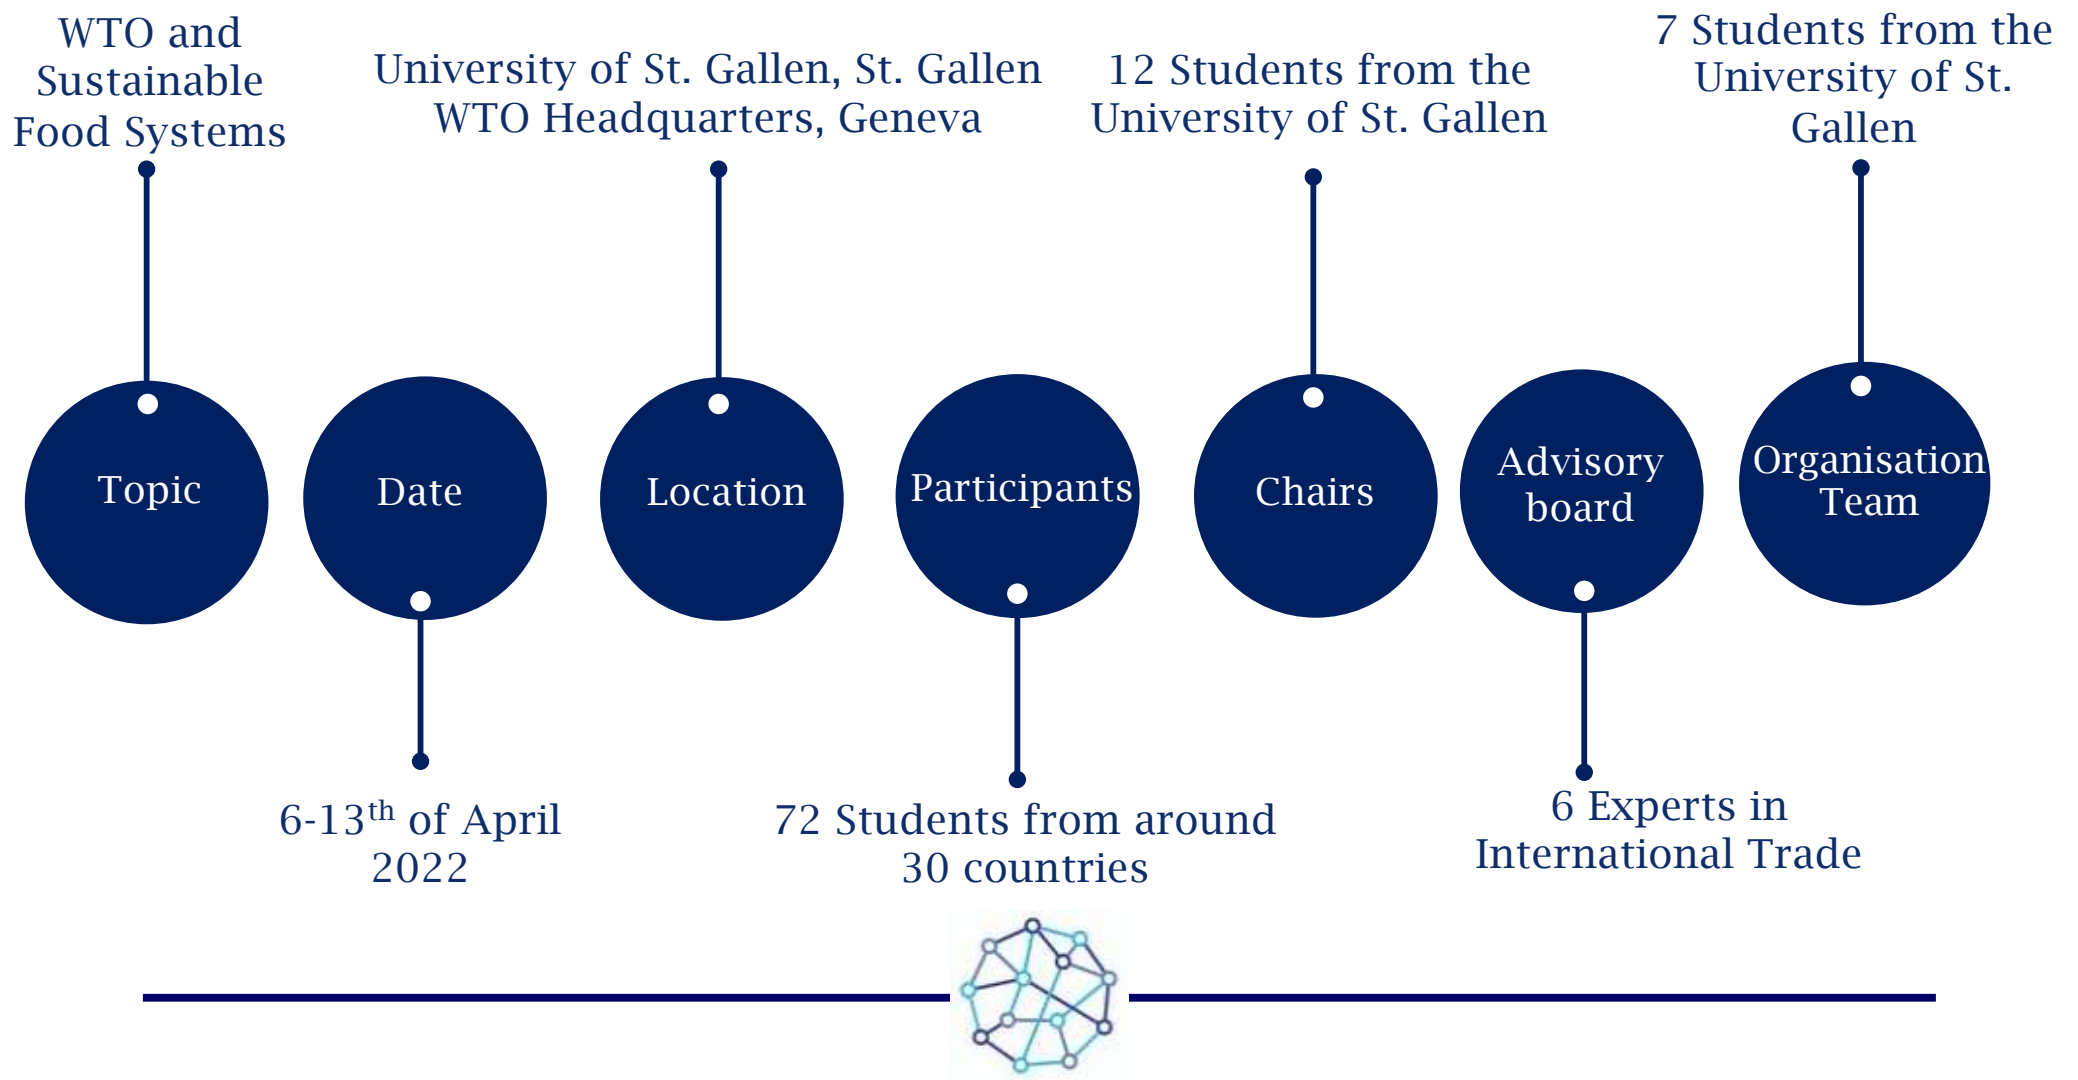 WTO and
Sustainable
Food Systems
University of St. Gallen, St. Gallen
WTO Headquarters, Geneva
12 Students from the
University of St. Gallen
7 Students from the
University of St.
Gallen
Topic
Date
Location
Participants
Chairs
Advisory
board
Organisation
Team
6-13th of April
2022
72 Students from around
30 countries
6 Experts in
International Trade